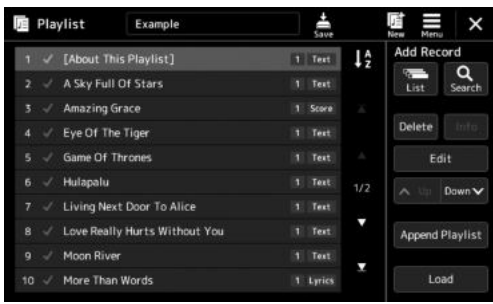 Playlist Example Save New Menu
1 [About This Playlist] 1 Text
2 A Sky Full Of Stars 1 Text
3 Amazing Grace 1 Score
4 Eye Of The Tiger 1 Text
5 Game Of Thrones 1 Text
6 Hulapalu 1 Text
7 Living Next Door To Alice 1 Text
8 Love Really Hurts Without You 1 Text
9 Moon River 1 Text
10 More Than Words 1 Lyrics
A
Z
1/2
Add Record
List Search
Delete Info
Edit
Up Down
Append Playlist
Load